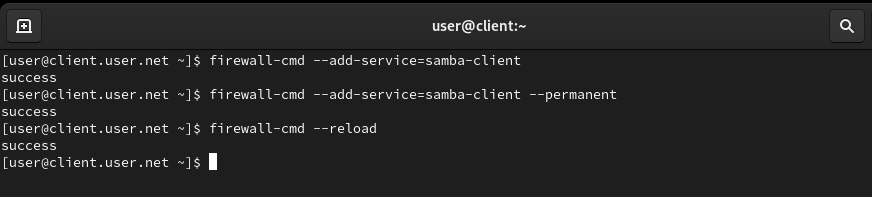 user@client:~
[user@client.user.net ~]$ firewall-cmd --add-service=samba-client
success
[user@client.user.net ~]$ firewall-cmd --add-service=samba-client --permanent
success
[user@client.user.net ~]$ firewall-cmd --reload
success
[user@client.user.net ~]$